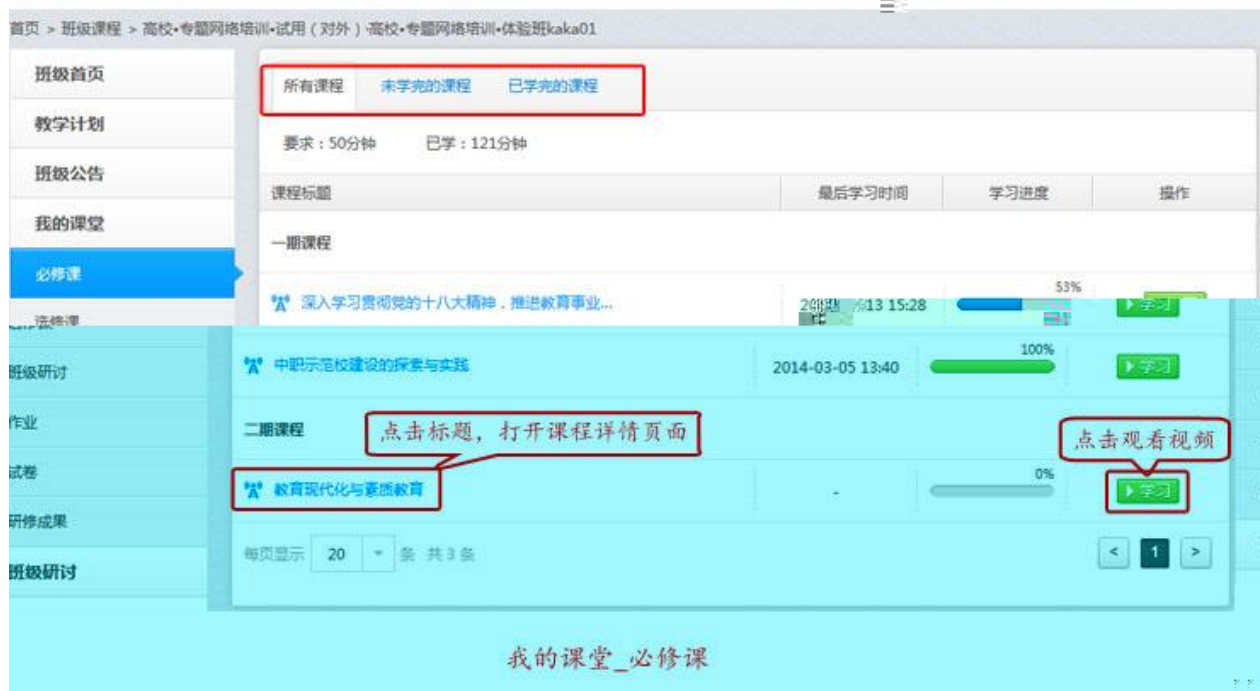 首页 > 班级课程 > 高校•专题网络培训•试用（对外）·高校•专题网络培训•体验班kaka01
班级首页
教学计划
班级公告
我的课堂
必修课
选修课
班级研讨
作业
试卷
研修成果
班级研讨
所有课程 未学完的课程 已学完的课程
要求：50分钟 已学：121分钟
课程标题 最后学习时间 学习进度 操作
一期课程
深入学习贯彻党的十八大精神，推进教育事业... 13 15:28 53% 学习
中职示范校建设的探索与实践 2014-03-05 13:40 100% 学习
二期课程
点击标题，打开课程详情页面
点击观看视频
教育现代化与素质教育 - 0% 学习
每页显示 20 条 共3条 < 1 >
我的课堂_必修课